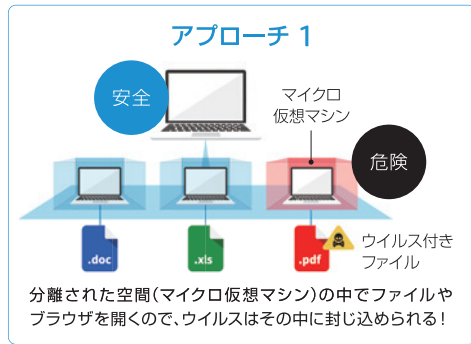 アプローチ 1
安全
マイクロ
仮想マシン
危険
.doc
.xls
.pdf
ウイルス付き
ファイル
分離された空間(マイクロ仮想マシン)の中でファイルや
ブラウザを開くので、ウイルスはその中に封じ込められる!